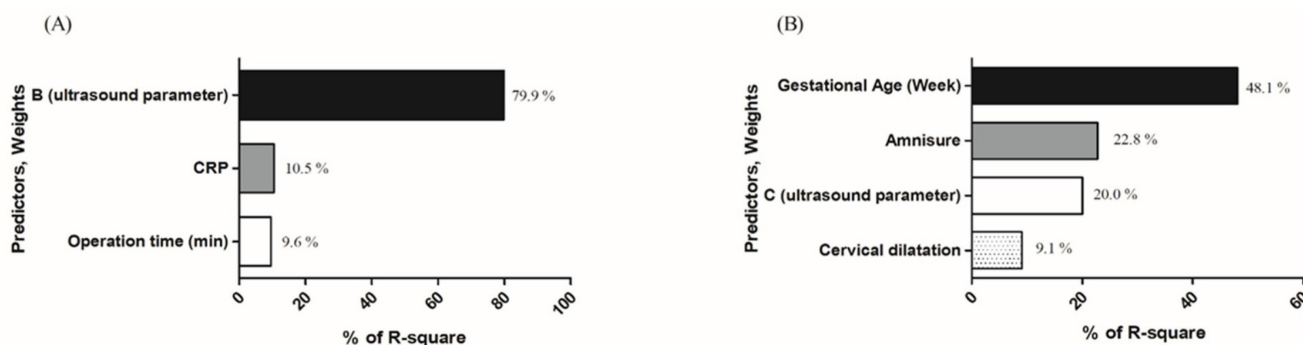 (A)
Predictors, Weights
B (ultrasound parameter)
79.9 %
CRP
10.5 %
Operation time (min)
9.6 %
0 20 40 60 80 100
% of R-square
(B)
Predictors, Weights
Gestational Age (Week)
48.1 %
Amnisure
22.8 %
C (ultrasound parameter)
20.0 %
Cervical dilatation
9.1 %
0 20 40 60
% of R-square